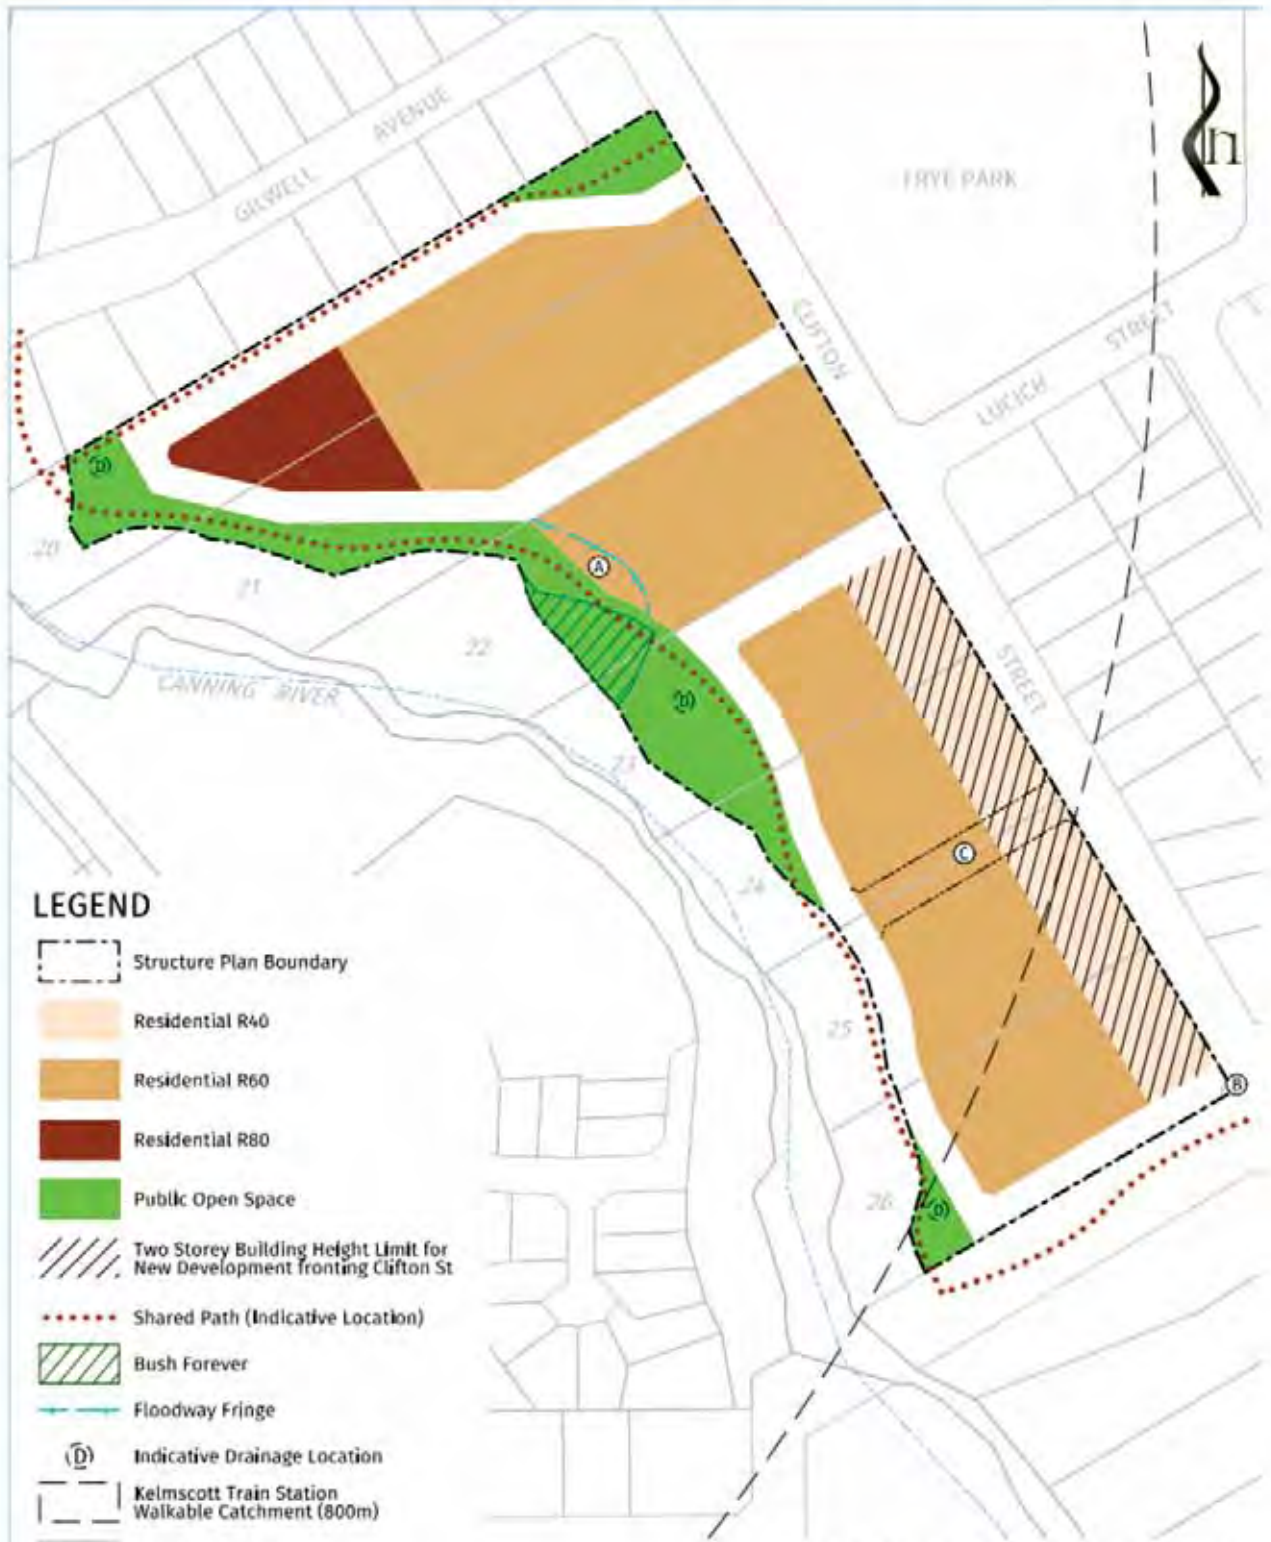 GILWELL AVENUE
FRYE PARK
n
CLIFTON
LUCICH STREET
D
20
21
A
22
STREET
CANNING RIVER
D
23
C
24
LEGEND
Structure Plan Boundary
25
Residential R40
Residential R60
B
Residential R80
Public Open Space
26
D
Two Storey Building Height Limit for
New Development fronting Clifton St
Shared Path (Indicative Location)
Bush Forever
Floodway Fringe
D
Indicative Drainage Location
Kelmscott Train Station
Walkable Catchment (800m)